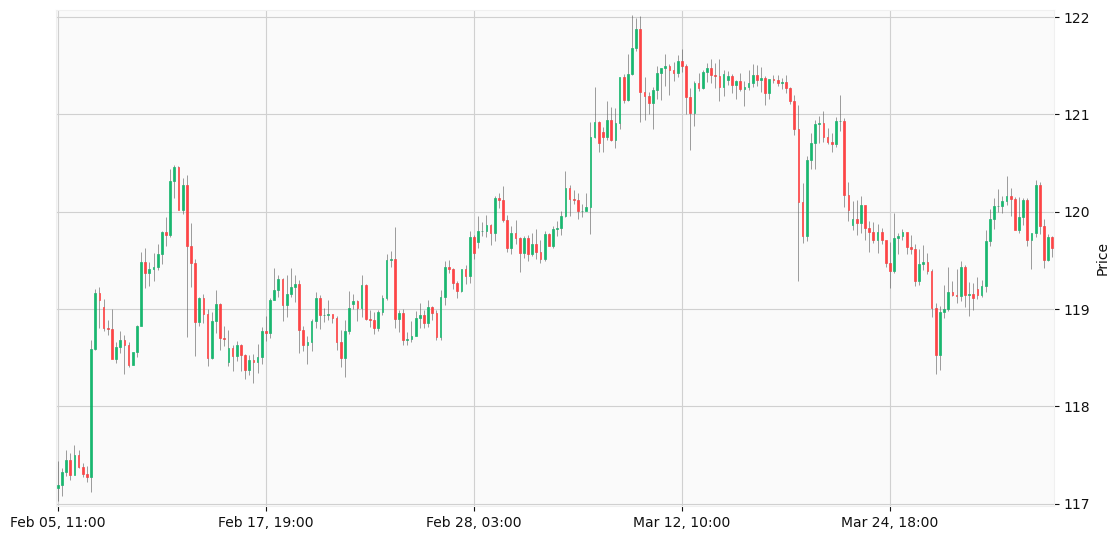 122
121
120
119
118
117
Price
Feb 05, 11:00
Feb 17, 19:00
Feb 28, 03:00
Mar 12, 10:00
Mar 24, 18:00